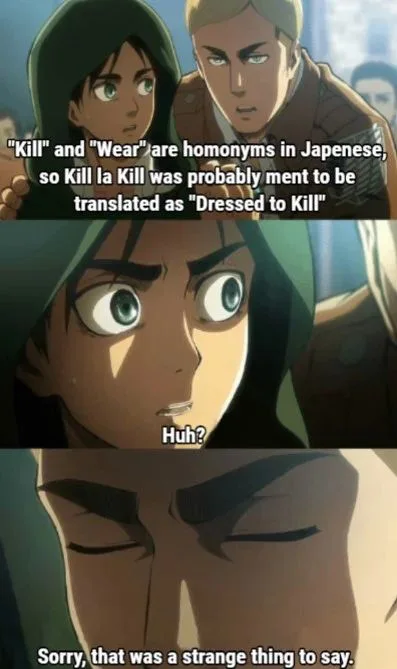 "Kill" and "Wear" are homonyms in Japenese,
so Kill la Kill was probably ment to be
translated as "Dressed to Kill"
Huh?
Sorry, that was a strange thing to say.